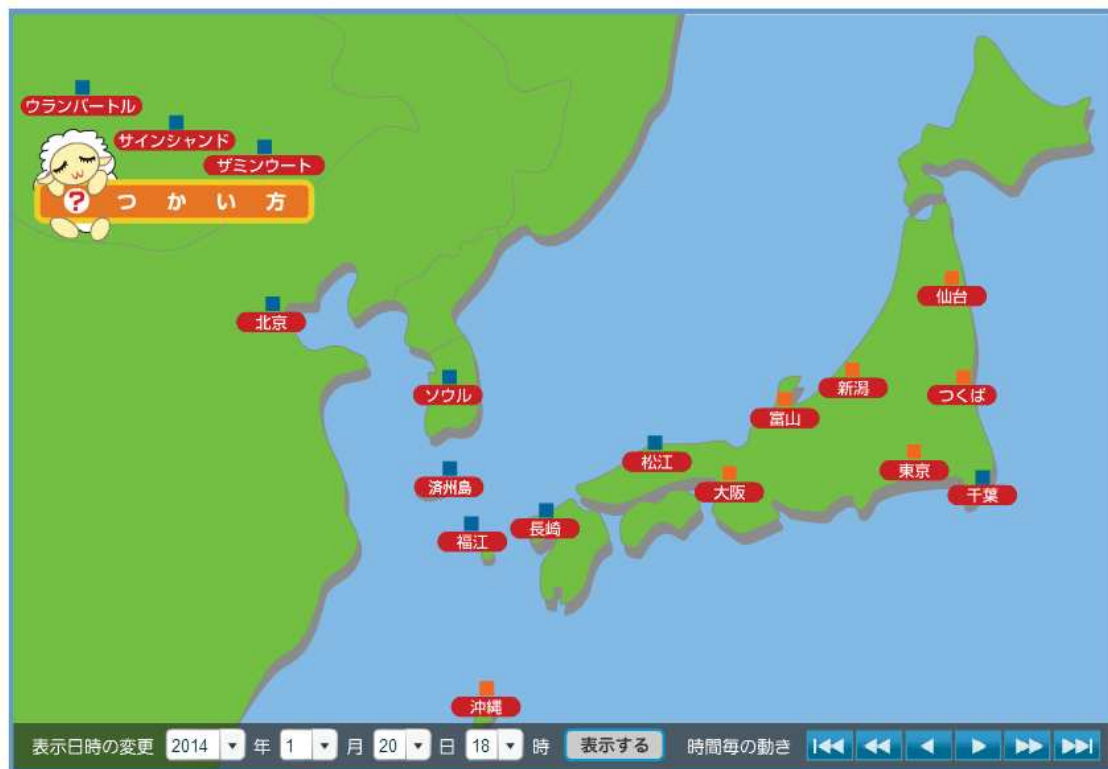 ウランバートル
サインシャンド
ザミンウート
? つかい方
仙台
北京
新潟
つくば
ソウル
富山
松江
東京
済州島
大阪
千葉
長崎
福江
沖縄
表示日時の変更 2014 年 1 月 20 日 18 時 表示する 時間毎の動き